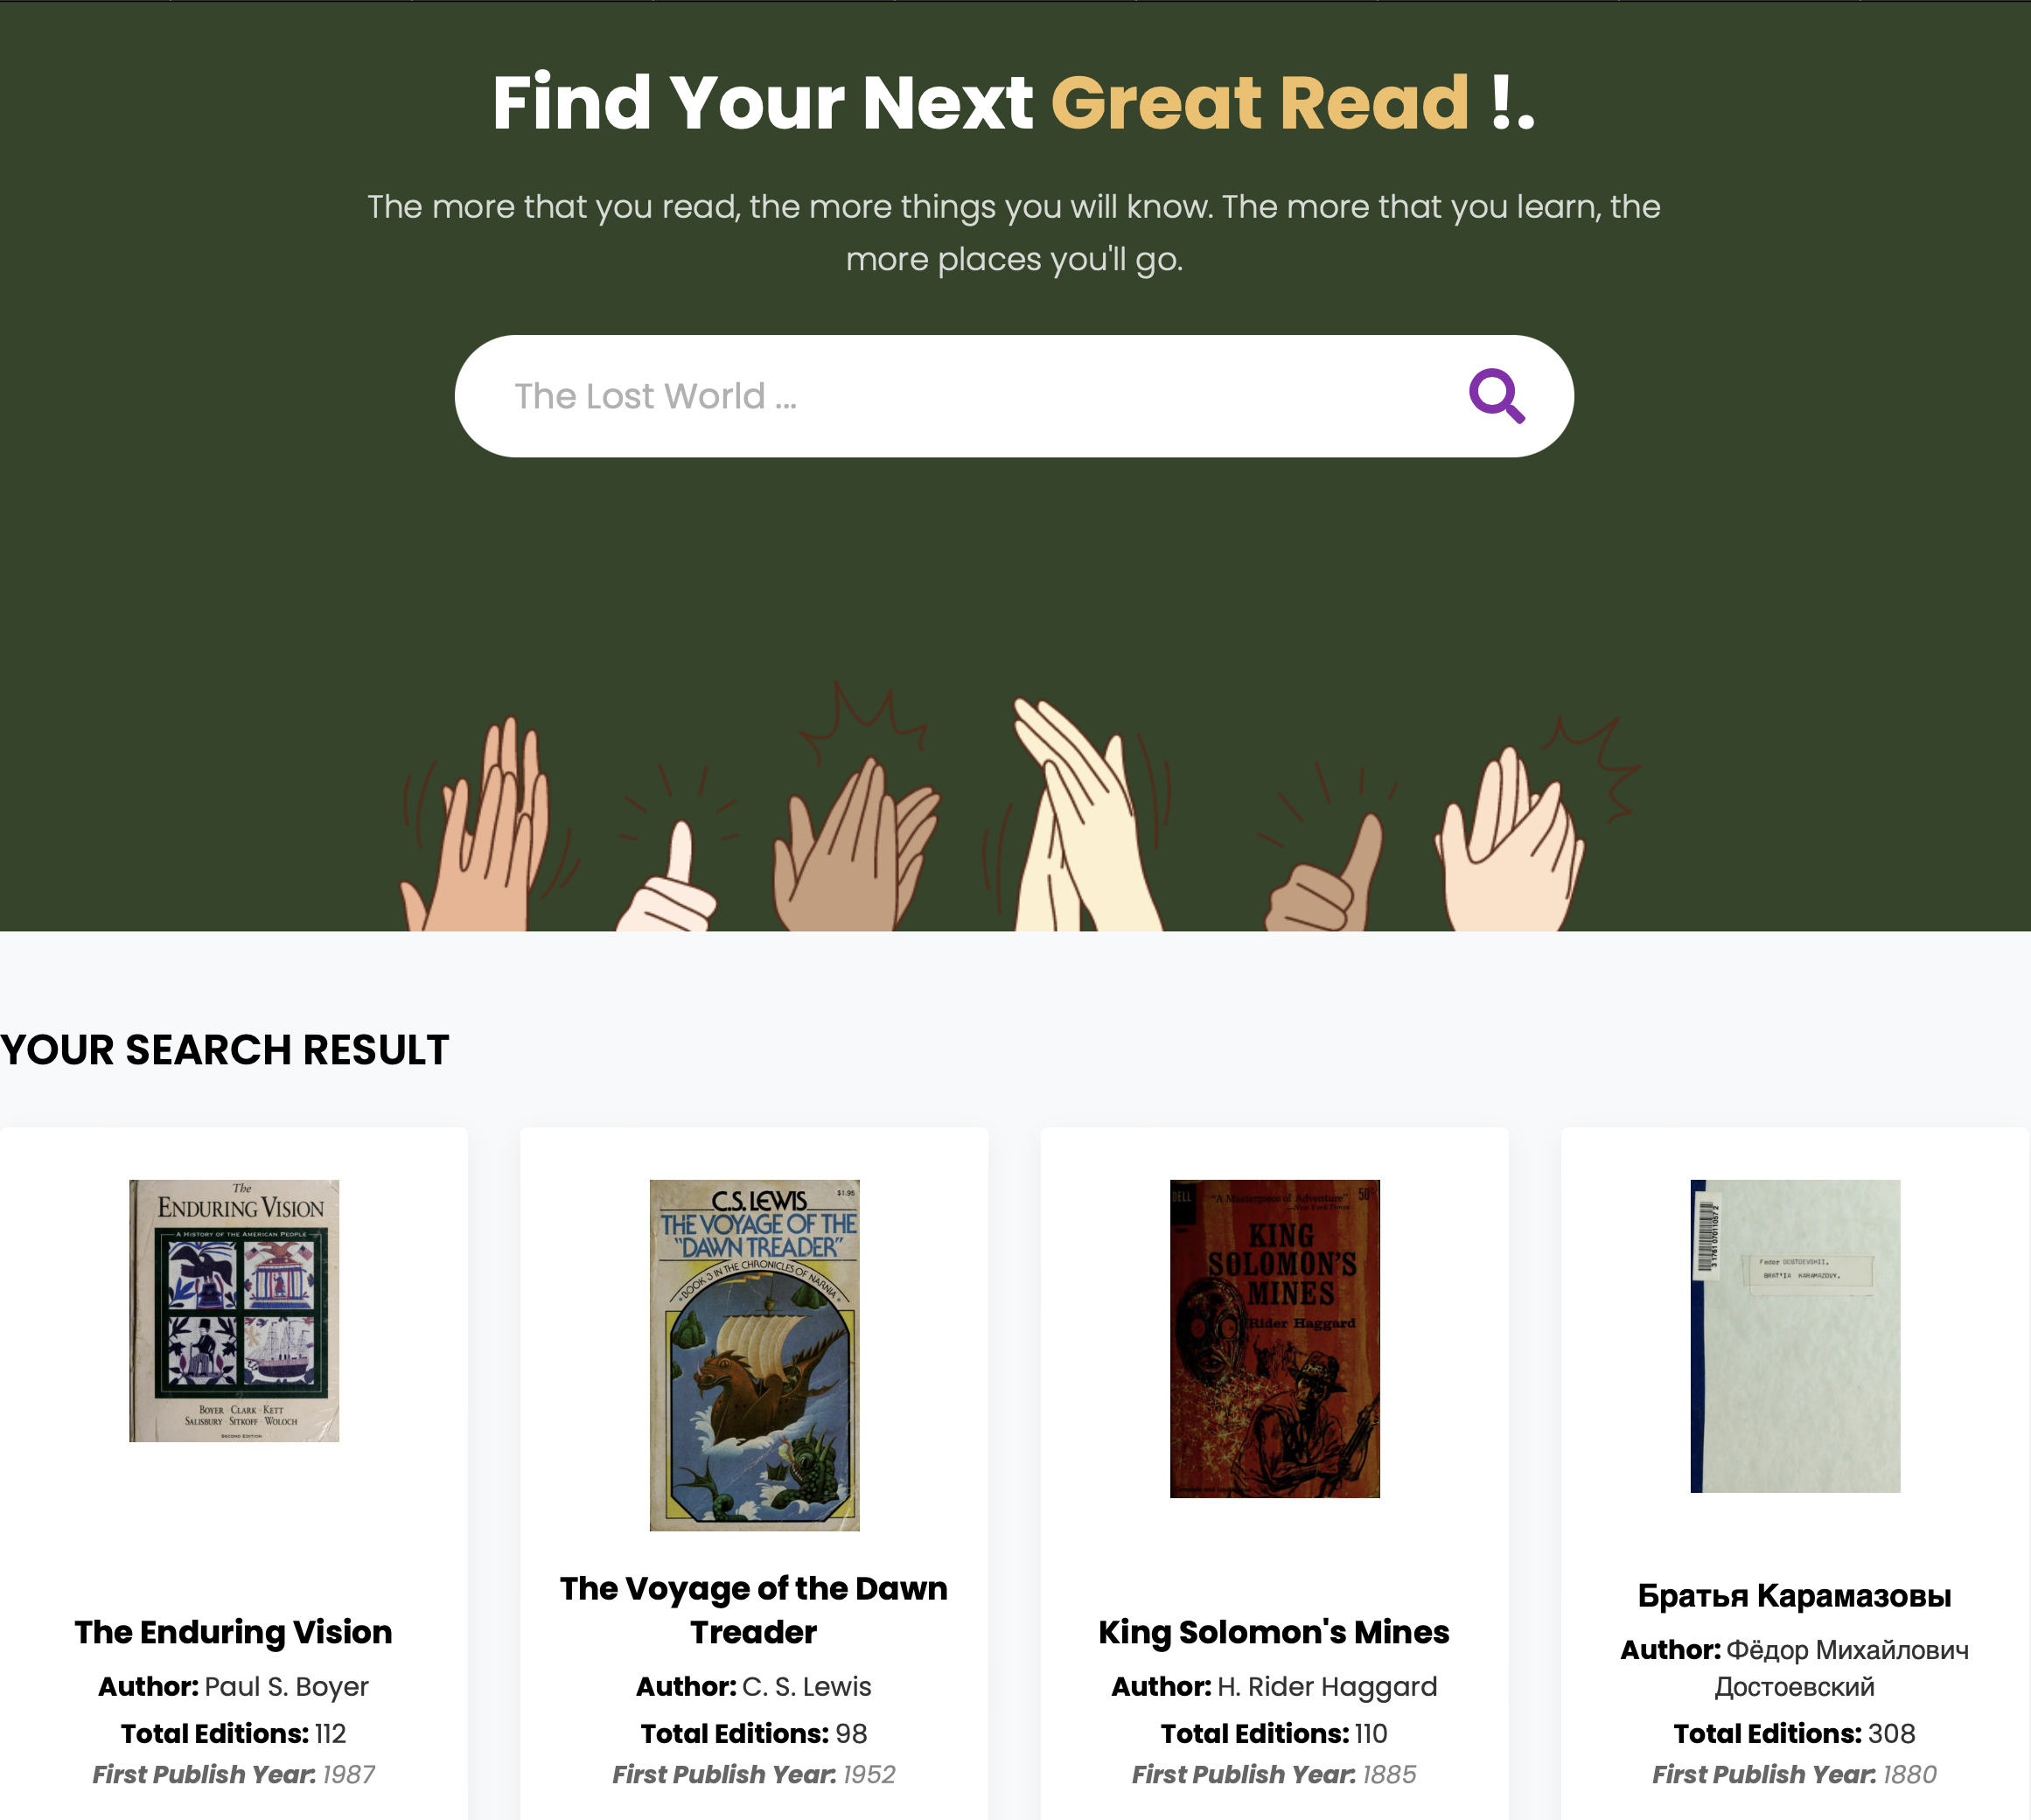 Find Your Next Great Read !.
The more that you read, the more things you will know. The more that you learn, the
more places you'll go.
The Lost World ...
YOUR SEARCH RESULT
The
ENDURING VISION
A HISTORY OF THE AMERICAN PEOPLE
BOYER · CLARK · KETT
SALISBURY · SITKOFF · WOLOCH
SECOND EDITION
The Enduring Vision
Author: Paul S. Boyer
Total Editions: 112
First Publish Year: 1987
C.S. LEWIS
$1.95
THE VOYAGE OF THE
"DAWN TREADER"
BOOK 3 IN THE CHRONICLES OF NARNIA
The Voyage of the Dawn
Treader
Author: C. S. Lewis
Total Editions: 98
First Publish Year: 1952
DELL
"A Masterpiece of Adventure"
50¢
—New York Times
KING
SOLOMON'S
MINES
Rider Haggard
King Solomon's Mines
Author: H. Rider Haggard
Total Editions: 110
First Publish Year: 1885
3 1761 07011057 2
Fedor DOSTOEVSKII.
BRAT'IA KARAMAZOVY.
Братья Карамазовы
Author: Фёдор Михайлович
Достоевский
Total Editions: 308
First Publish Year: 1880